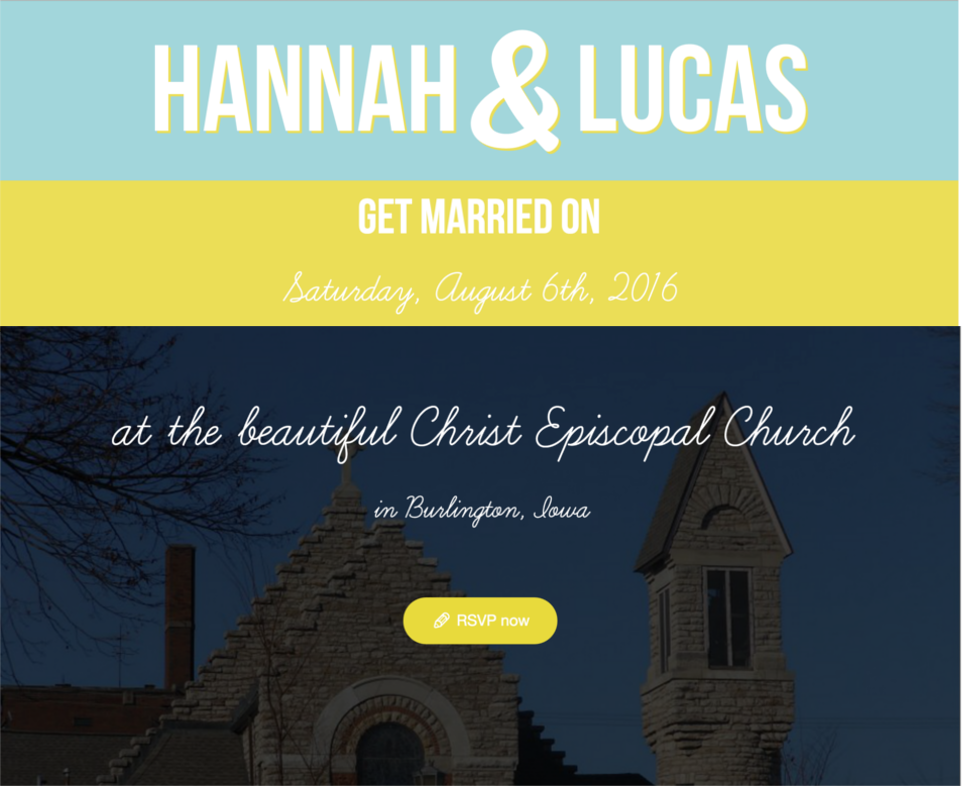 HANNAH & LUCAS
GET MARRIED ON
Saturday, August 6th, 2016
at the beautiful Christ Episcopal Church
in Burlington, Iowa
RSVP now